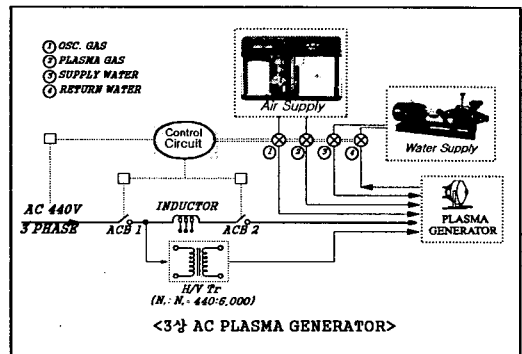 ① OSC. GAS
② PLASMA GAS
③ SUPPLY WATER
④ RETURN WATER
Air Supply
Control
Circuit
① ② ③ ④
Water Supply
AC 440V
3 PHASE
ACB 1
INDUCTOR
ACB 2
PLASMA
GENERATOR
H/V Tr
(N₁: N₂= 440:6,000)
<3상 AC PLASMA GENERATOR>